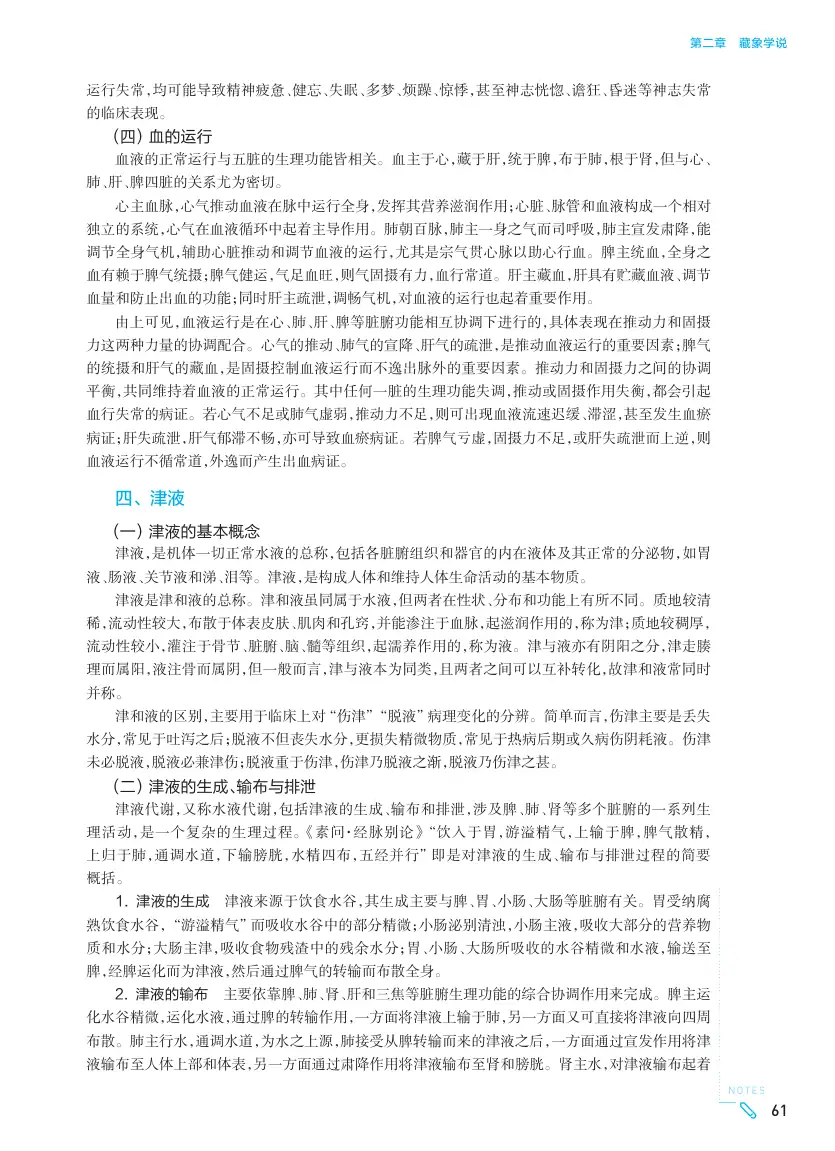 第二章　藏象学说
运行失常,均可能导致精神疲惫、健忘、失眠、多梦、烦躁、惊悸,甚至神志恍惚、谵狂、昏迷等神志失常
的临床表现。
（四）血的运行
血液的正常运行与五脏的生理功能皆相关。血主于心,藏于肝,统于脾,布于肺,根于肾,但与心、
肺、肝、脾四脏的关系尤为密切。
心主血脉,心气推动血液在脉中运行全身,发挥其营养滋润作用;心脏、脉管和血液构成一个相对
独立的系统,心气在血液循环中起着主导作用。肺朝百脉,肺主一身之气而司呼吸,肺主宣发肃降,能
调节全身气机,辅助心脏推动和调节血液的运行,尤其是宗气贯心脉以助心行血。脾主统血,全身之
血有赖于脾气统摄;脾气健运,气足血旺,则气固摄有力,血行常道。肝主藏血,肝具有贮藏血液、调节
血量和防止出血的功能;同时肝主疏泄,调畅气机,对血液的运行也起着重要作用。
由上可见,血液运行是在心、肺、肝、脾等脏腑功能相互协调下进行的,具体表现在推动力和固摄
力这两种力量的协调配合。心气的推动、肺气的宣降、肝气的疏泄,是推动血液运行的重要因素;脾气
的统摄和肝气的藏血,是固摄控制血液运行而不逸出脉外的重要因素。推动力和固摄力之间的协调
平衡,共同维持着血液的正常运行。其中任何一脏的生理功能失调,推动或固摄作用失衡,都会引起
血行失常的病证。若心气不足或肺气虚弱,推动力不足,则可出现血液流速迟缓、滞涩,甚至发生血瘀
病证;肝失疏泄,肝气郁滞不畅,亦可导致血瘀病证。若脾气亏虚,固摄力不足,或肝失疏泄而上逆,则
血液运行不循常道,外逸而产生出血病证。
四、津液
（一）津液的基本概念
津液,是机体一切正常水液的总称,包括各脏腑组织和器官的内在液体及其正常的分泌物,如胃
液、肠液、关节液和涕、泪等。津液,是构成人体和维持人体生命活动的基本物质。
津液是津和液的总称。津和液虽同属于水液,但两者在性状、分布和功能上有所不同。质地较清
稀,流动性较大,布散于体表皮肤、肌肉和孔窍,并能渗注于血脉,起滋润作用的,称为津;质地较稠厚,
流动性较小,灌注于骨节、脏腑、脑、髓等组织,起濡养作用的,称为液。津与液亦有阴阳之分,津走腠
理而属阳,液注骨而属阴,但一般而言,津与液本为同类,且两者之间可以互补转化,故津和液常同时
并称。
津和液的区别,主要用于临床上对“伤津”“脱液”病理变化的分辨。简单而言,伤津主要是丢失
水分,常见于吐泻之后;脱液不但丧失水分,更损失精微物质,常见于热病后期或久病伤阴耗液。伤津
未必脱液,脱液必兼津伤;脱液重于伤津,伤津乃脱液之渐,脱液乃伤津之甚。
（二）津液的生成、输布与排泄
津液代谢,又称水液代谢,包括津液的生成、输布和排泄,涉及脾、肺、肾等多个脏腑的一系列生
理活动,是一个复杂的生理过程。《素问·经脉别论》“饮入于胃,游溢精气,上输于脾,脾气散精,
上归于肺,通调水道,下输膀胱,水精四布,五经并行”即是对津液的生成、输布与排泄过程的简要
概括。
1. 津液的生成　津液来源于饮食水谷,其生成主要与脾、胃、小肠、大肠等脏腑有关。胃受纳腐
熟饮食水谷,“游溢精气”而吸收水谷中的部分精微;小肠泌别清浊,小肠主液,吸收大部分的营养物
质和水分;大肠主津,吸收食物残渣中的残余水分;胃、小肠、大肠所吸收的水谷精微和水液,输送至
脾,经脾运化而为津液,然后通过脾气的转输而布散全身。
2. 津液的输布　主要依靠脾、肺、肾、肝和三焦等脏腑生理功能的综合协调作用来完成。脾主运
化水谷精微,运化水液,通过脾的转输作用,一方面将津液上输于肺,另一方面又可直接将津液向四周
布散。肺主行水,通调水道,为水之上源,肺接受从脾转输而来的津液之后,一方面通过宣发作用将津
液输布至人体上部和体表,另一方面通过肃降作用将津液输布至肾和膀胱。肾主水,对津液输布起着
NOTES
61